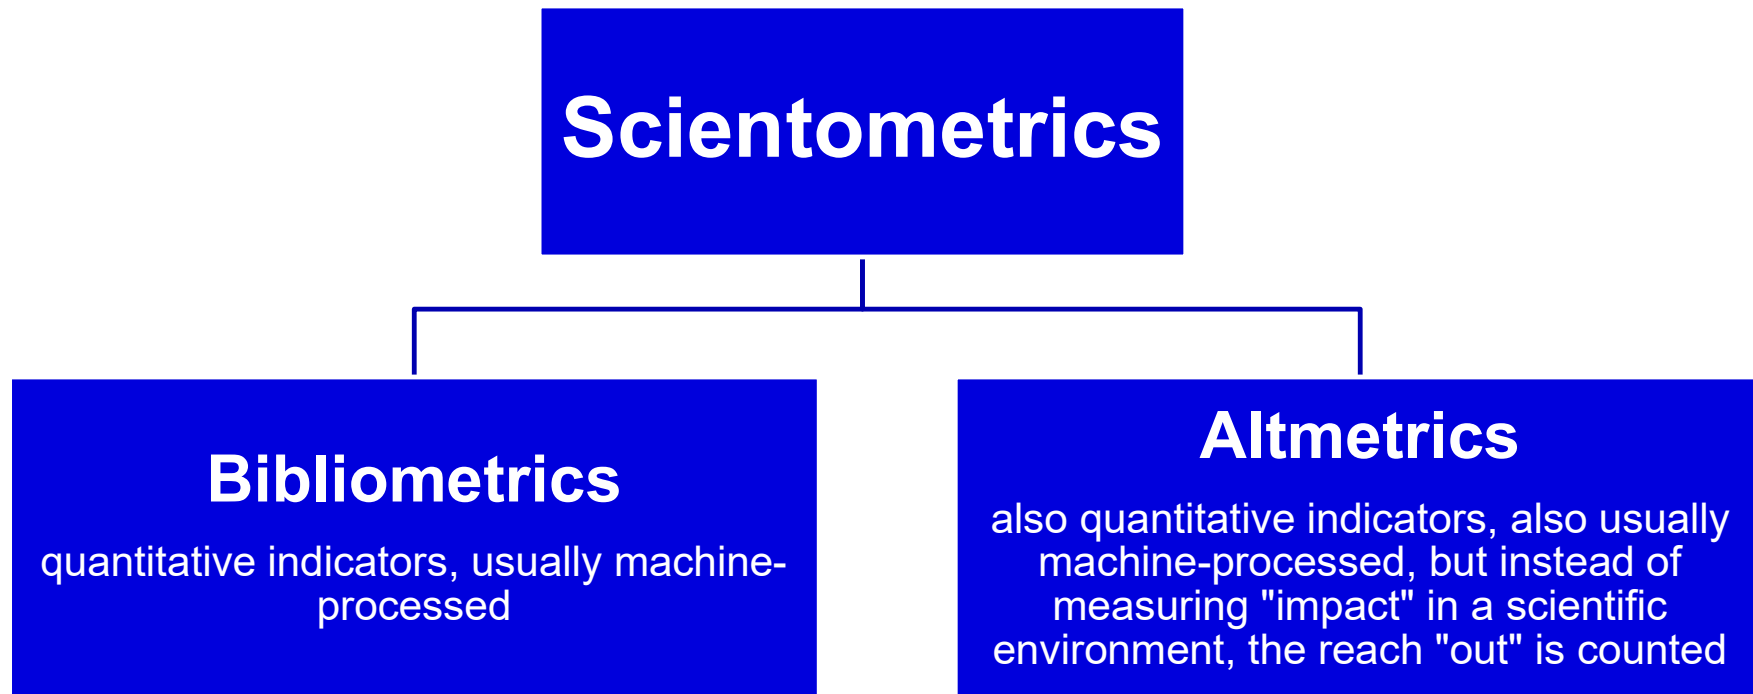 Scientometrics
Bibliometrics
quantitative indicators, usually machine-
processed
Altmetrics
also quantitative indicators, also usually
machine-processed, but instead of
measuring "impact" in a scientific
environment, the reach "out" is counted